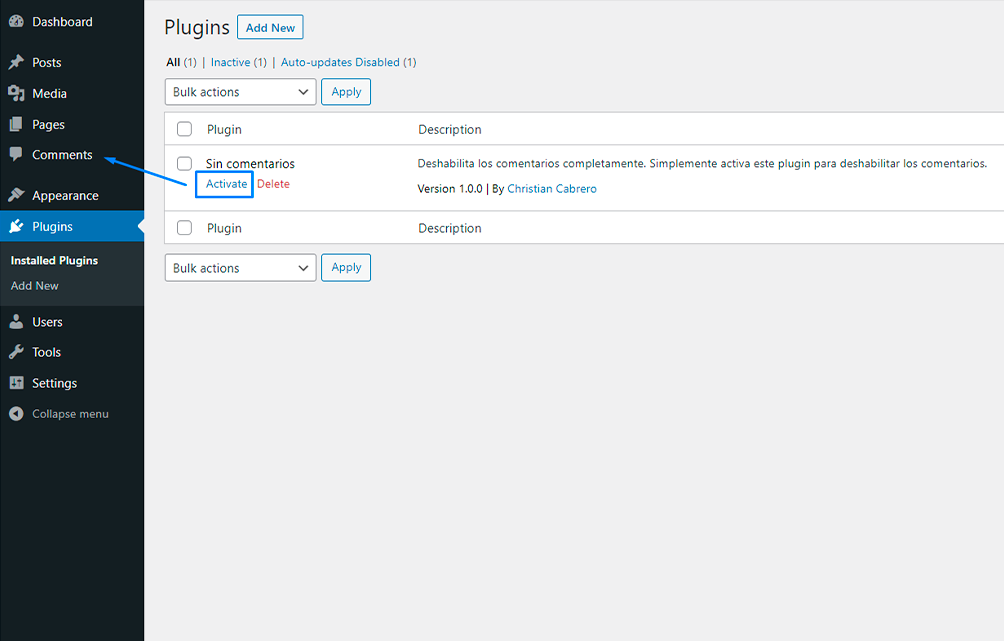 Dashboard
Posts
Media
Pages
Comments
Appearance
Plugins
Installed Plugins
Add New
Users
Tools
Settings
Collapse menu
Plugins Add New
All (1) | Inactive (1) | Auto-updates Disabled (1)
Bulk actions Apply
Plugin Description
Sin comentarios Deshabilita los comentarios completamente. Simplemente activa este plugin para deshabilitar los comentarios.
Activate Delete Version 1.0.0 | By Christian Cabrero
Plugin Description
Bulk actions Apply